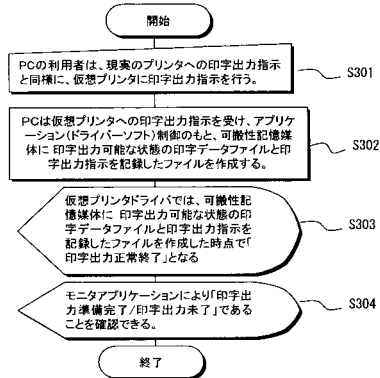 開始
PCの利用者は、現実のプリンタへの印字出力指示
と同様に、仮想プリンタに印字出力指示を行う。
S301
PCは仮想プリンタへの印字出力指示を受け、アプリケ
ーション(ドライバーソフト)制御のもと、可搬性記憶媒
体に 印字出力可能な状態の印字データファイルと印
字出力指示を記録したファイルを作成する。
S302
仮想プリンタドライバでは、可搬性記
憶媒体に 印字出力可能な状態の印
字データファイルと印字出力指示を
記録したファイルを作成した時点で「
印字出力正常終了」となる
S303
モニタアプリケーションにより「印字出
力準備完了/印字出力未了」である
ことを確認できる。
S304
終了